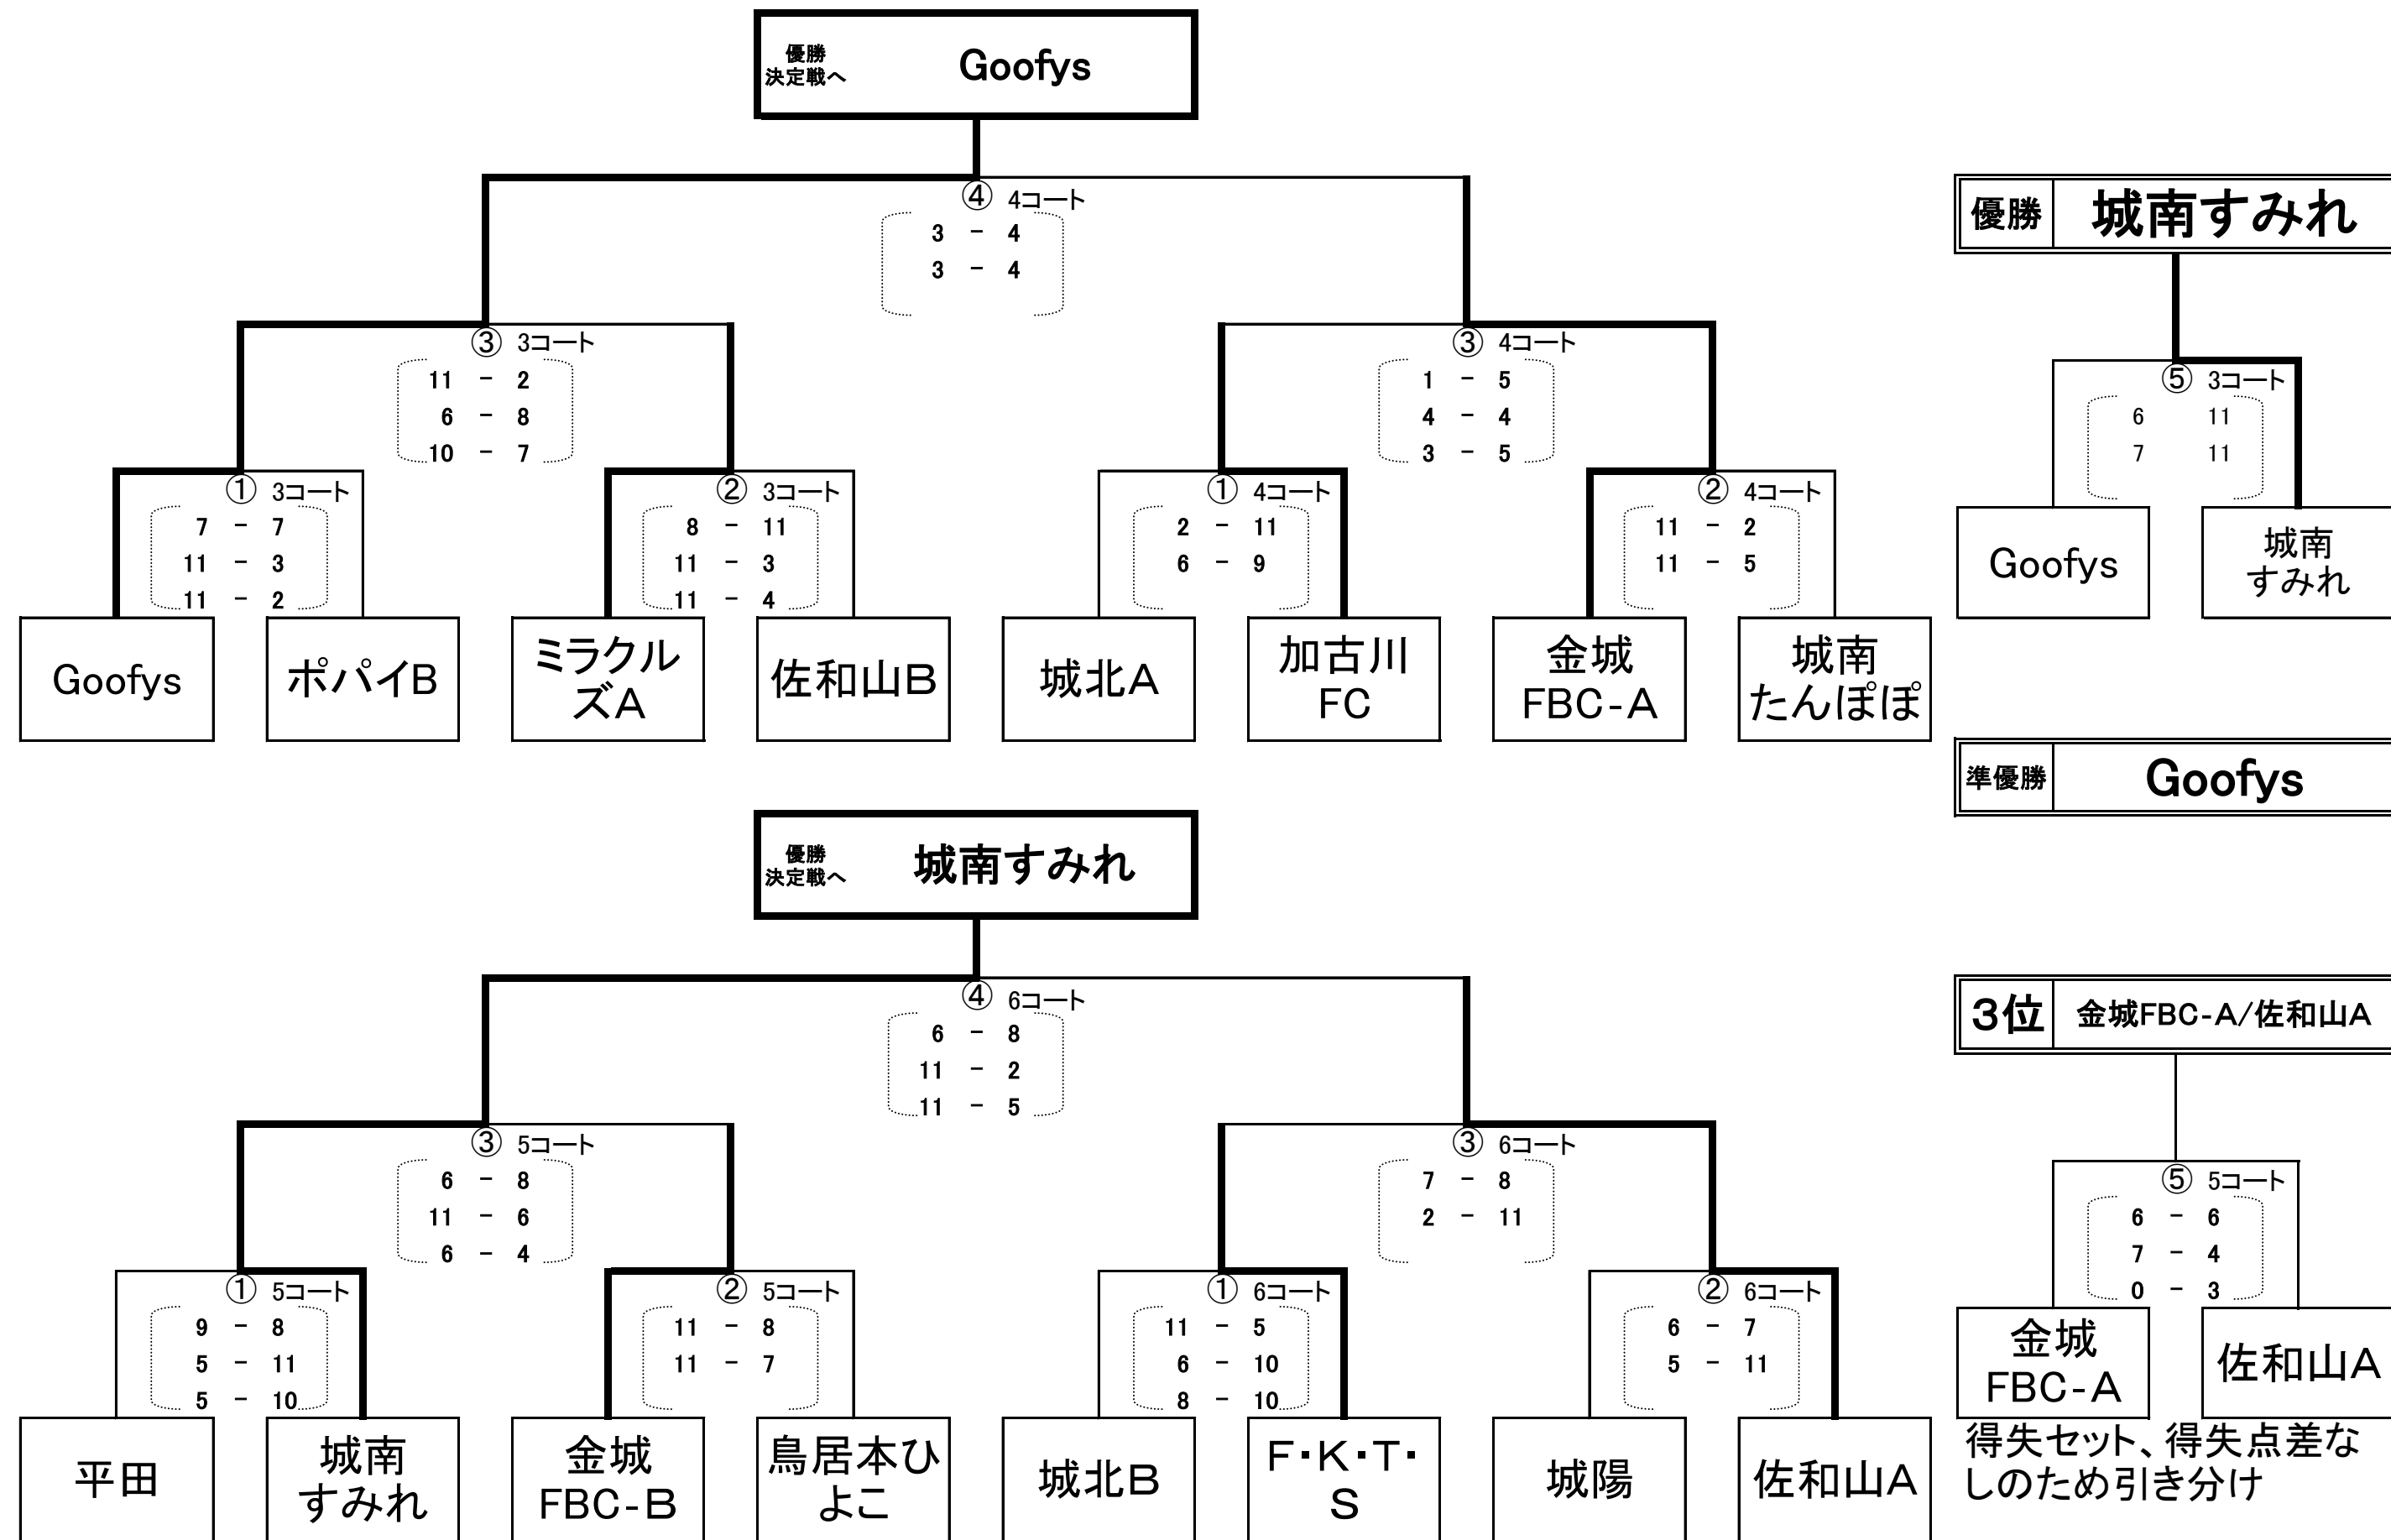 優勝
決定戦へ
Goofys
④ 4コート
3 - 4
3 - 4
優勝 城南すみれ
③ 3コート
11 - 2
6 - 8
10 - 7
③ 4コート
1 - 5
4 - 4
3 - 5
⑤ 3コート
6 11
7 11
Goofys
城南
すみれ
① 3コート
7 - 7
11 - 3
11 - 2
② 3コート
8 - 11
11 - 3
11 - 4
① 4コート
2 - 11
6 - 9
② 4コート
11 - 2
11 - 5
Goofys
ポパイB
ミラクル
ズA
佐和山B
城北A
加古川
FC
金城
FBC-A
城南
たんぽぽ
準優勝 Goofys
優勝
決定戦へ
城南すみれ
④ 6コート
6 - 8
11 - 2
11 - 5
3位 金城FBC-A/佐和山A
③ 5コート
6 - 8
11 - 6
6 - 4
③ 6コート
7 - 8
2 - 11
⑤ 5コート
6 - 6
7 - 4
0 - 3
金城
FBC-A
佐和山A
得失セット、得失点差な
しのため引き分け
① 5コート
9 - 8
5 - 11
5 - 10
② 5コート
11 - 8
11 - 7
① 6コート
11 - 5
6 - 10
8 - 10
② 6コート
6 - 7
5 - 11
平田
城南
すみれ
金城
FBC-B
鳥居本ひ
よこ
城北B
F・K・T・
S
城陽
佐和山A